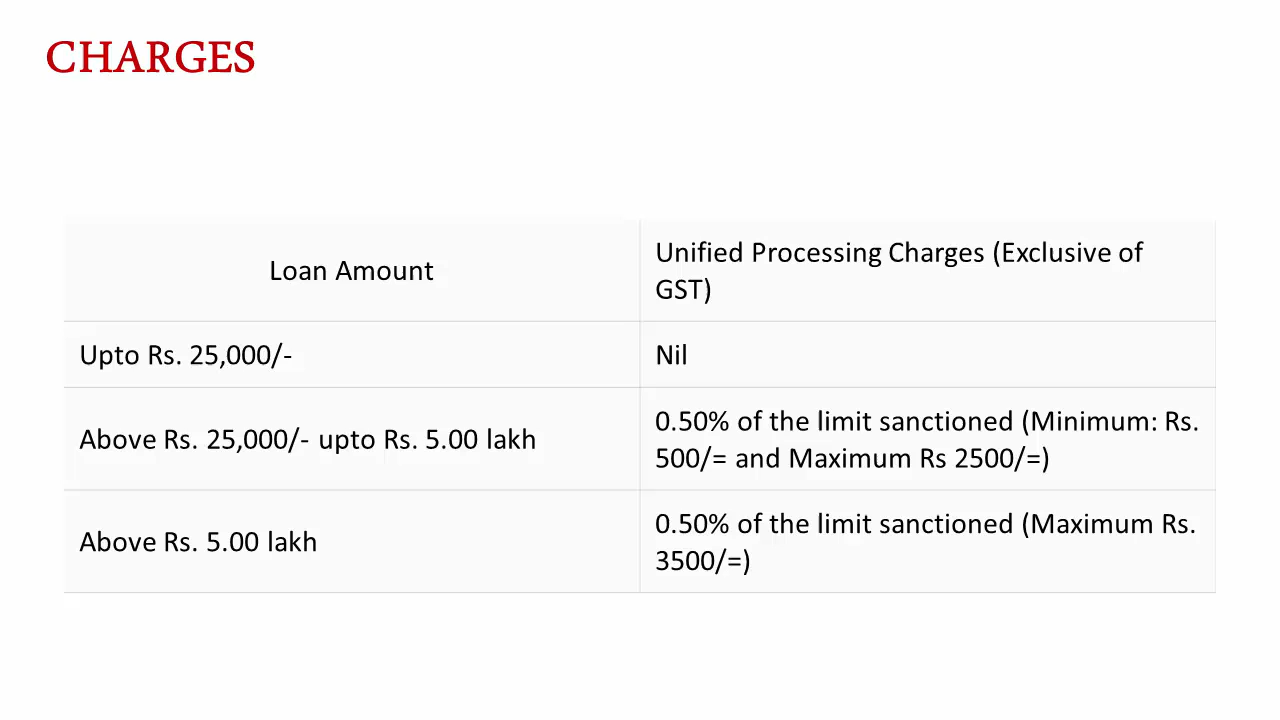 CHARGES
Loan Amount
Unified Processing Charges (Exclusive of
GST)
Upto Rs. 25,000/-
Nil
Above Rs. 25,000/- upto Rs. 5.00 lakh
0.50% of the limit sanctioned (Minimum: Rs.
500/= and Maximum Rs 2500/=)
Above Rs. 5.00 lakh
0.50% of the limit sanctioned (Maximum Rs.
3500/=)